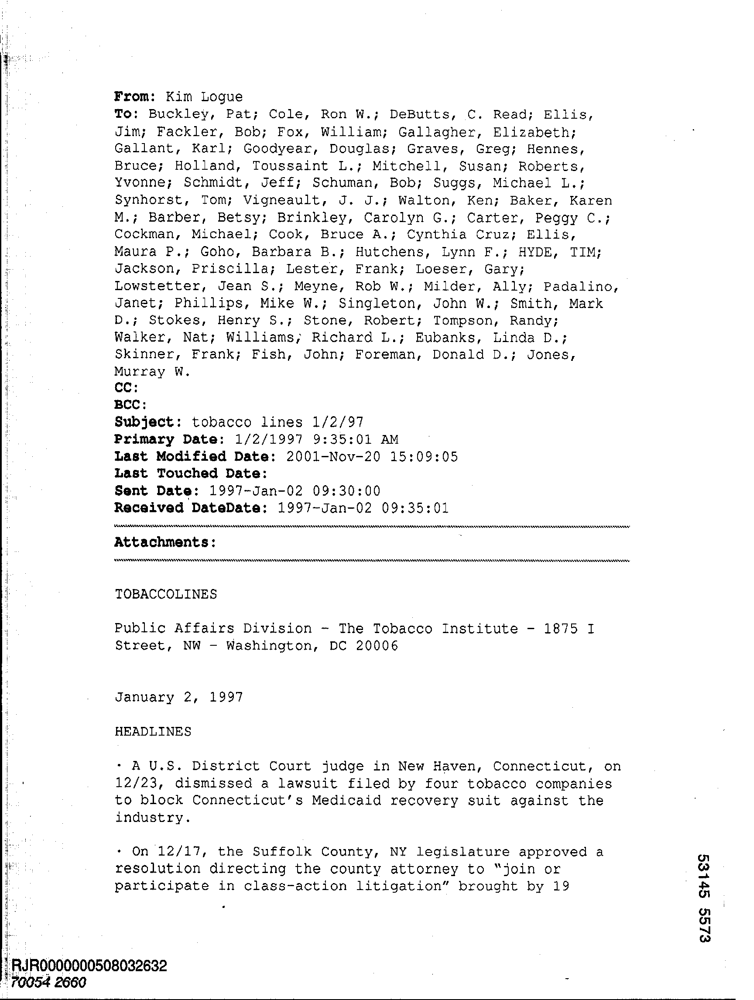 From: Kim Logue
To: Buckley, Pat; Cole, Ron W.; DeButts, C. Read; Ellis,
Jim; Fackler, Bob; Fox, William; Gallagher, Elizabeth;
Gallant, Karl; Goodyear, Douglas; Graves, Greg; Hennes,
Bruce; Holland, Toussaint L.; Mitchell, Susan; Roberts,
Yvonne; Schmidt, Jeff; Schuman, Bob; Suggs, Michael L.;
Synhorst, Tom; Vigneault, J. J.; Walton, Ken; Baker, Karen
M.; Barber, Betsy; Brinkley, Carolyn G.; Carter, Peggy C.;
Cockman, Michael; Cook, Bruce A.; Cynthia Cruz; Ellis,
Maura P.; Goho, Barbara B.; Hutchens, Lynn F.; HYDE, TIM;
Jackson, Priscilla; Lester, Frank; Loeser, Gary;
Lowstetter, Jean S.; Meyne, Rob W.; Milder, Ally; Padalino,
Janet; Phillips, Mike W.; Singleton, John W.; Smith, Mark
D.; Stokes, Henry S.; Stone, Robert; Tompson, Randy;
Walker, Nat; Williams, Richard L.; Eubanks, Linda D.;
Skinner, Frank; Fish, John; Foreman, Donald D.; Jones,
Murray W.
CC:
BCC:
Subject: tobacco lines 1/2/97
Primary Date: 1/2/1997 9:35:01 AM
Last Modified Date: 2001-Nov-20 15:09:05
Last Touched Date:
Sent Date: 1997-Jan-02 09:30:00
Received DateDate: 1997-Jan-02 09:35:01
Attachments:
TOBACCOLINES
Public Affairs Division - The Tobacco Institute - 1875 I
Street, NW - Washington, DC 20006
January 2, 1997
HEADLINES
· A U.S. District Court judge in New Haven, Connecticut, on
12/23, dismissed a lawsuit filed by four tobacco companies
to block Connecticut's Medicaid recovery suit against the
industry.
· On 12/17, the Suffolk County, NY legislature approved a
resolution directing the county attorney to "join or
participate in class-action litigation" brought by 19
53145 5573
RJR0000000508032632
70054 2660